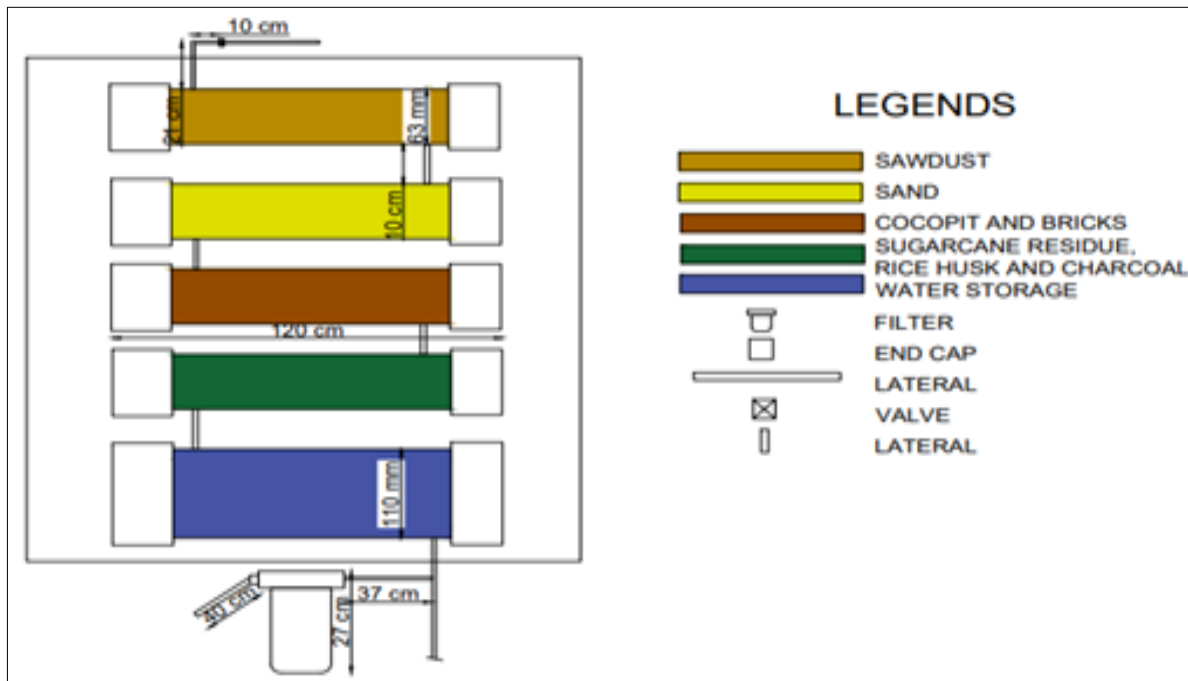 10 cm
21 cm
63 mm
10 cm
120 cm
110 mm
40 cm
27 cm
37 cm
LEGENDS
SAWDUST
SAND
COCOPIT AND BRICKS
SUGARCANE RESIDUE,
RICE HUSK AND CHARCOAL
WATER STORAGE
FILTER
END CAP
LATERAL
VALVE
LATERAL